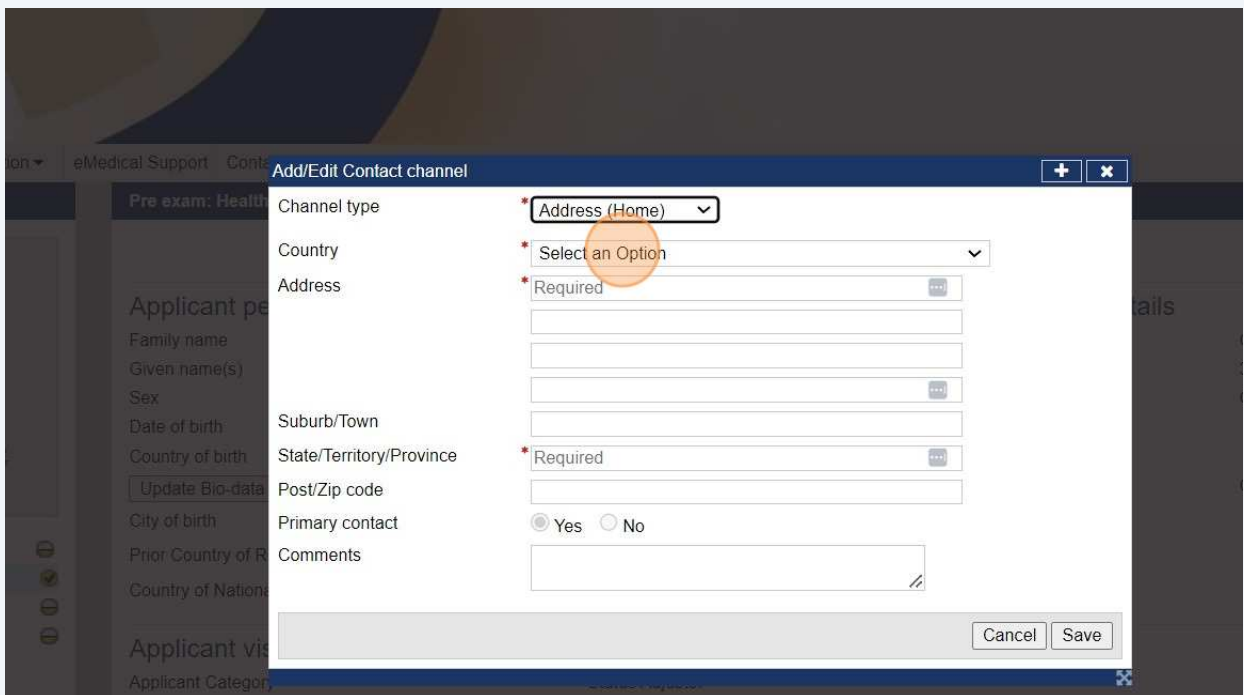 eMedical Support Conta
Add/Edit Contact channel
Pre exam: Health
Channel type * Address (Home)
Country * Select an Option
Address * Required
Applicant pe tails
Family name
Given name(s)
Sex
Date of birth
Suburb/Town
Country of birth
State/Territory/Province * Required
Update Bio-data
Post/Zip code
City of birth
Primary contact Yes No
Prior Country of R
Comments
Country of Nationa
Cancel Save
Applicant vis
Applicant Category